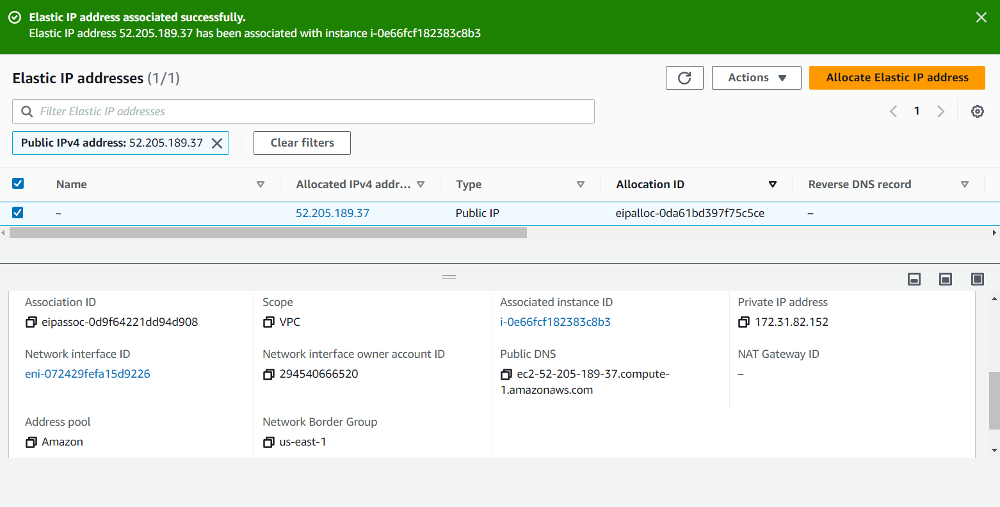 Elastic IP address associated successfully.
Elastic IP address 52.205.189.37 has been associated with instance i-0e66fcf182383c8b3
Elastic IP addresses (1/1)
Actions
Allocate Elastic IP address
Filter Elastic IP addresses
1
Public IPv4 address: 52.205.189.37
Clear filters
Name
Allocated IPv4 addr...
Type
Allocation ID
Reverse DNS record
–
52.205.189.37
Public IP
eipalloc-0da61bd397f75c5ce
–
Association ID
eipassoc-0d9f64221dd94d908
Scope
VPC
Associated instance ID
i-0e66fcf182383c8b3
Private IP address
172.31.82.152
Network interface ID
eni-072429fefa15d9226
Network interface owner account ID
294540666520
Public DNS
ec2-52-205-189-37.compute-
1.amazonaws.com
NAT Gateway ID
–
Address pool
Amazon
Network Border Group
us-east-1